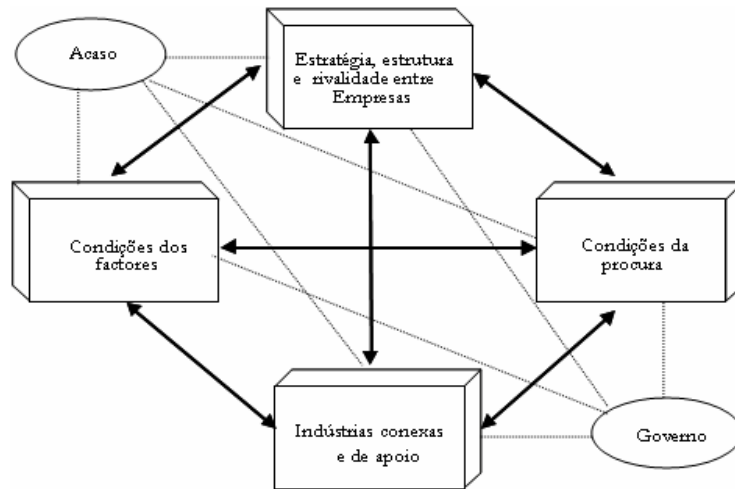 Acaso
Estratégia, estrutura
e rivalidade entre
Empresas
Condições dos
factores
Condições da
procura
Indústrias conexas
e de apoio
Governo